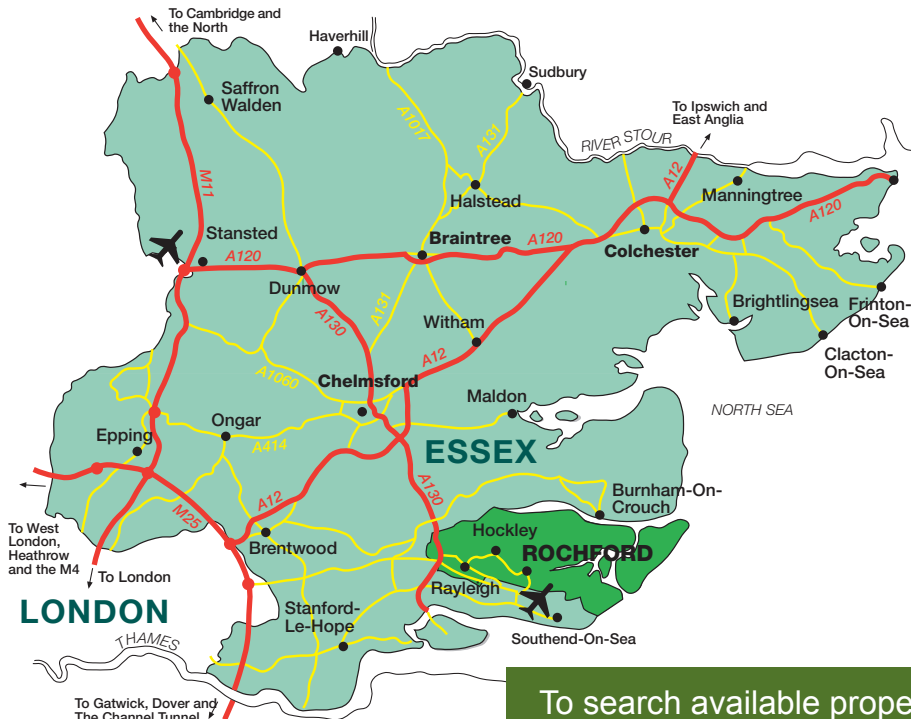 To Cambridge and
the North
Haverhill
Sudbury
Saffron
Walden
A1017
A131
RIVER STOUR
To Ipswich and
East Anglia
M11
A12
Manningtree
A120
Halstead
Stansted
A120
Braintree
A120
Colchester
Dunmow
A130
A131
Witham
Brightlingsea
Frinton-
On-Sea
Clacton-
On-Sea
A12
A1060
Chelmsford
Maldon
NORTH SEA
Ongar
Epping
A414
ESSEX
A12
A130
M25
Burnham-On-
Crouch
Hockley
ROCHFORD
To West
London,
Heathrow
and the M4
Brentwood
Rayleigh
To London
LONDON
Stanford-
Le-Hope
Southend-On-Sea
THAMES
To Gatwick, Dover and
The Channel Tunnel
To search available prope